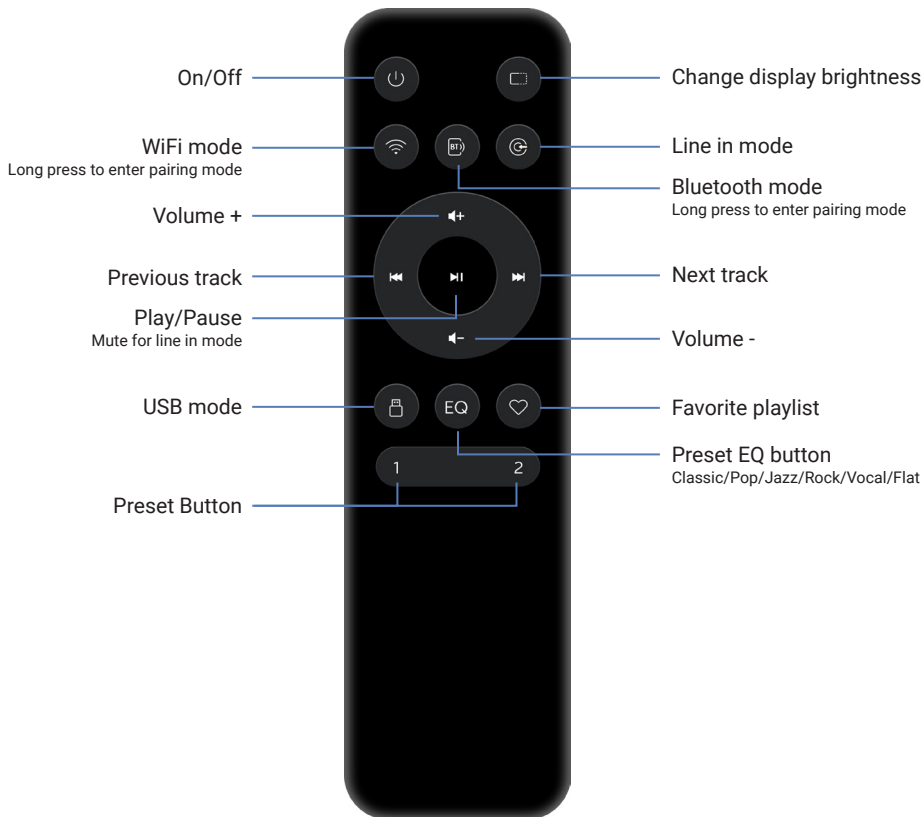 On/Off
Change display brightness
WiFi mode
Long press to enter pairing mode
BT
Line in mode
Bluetooth mode
Long press to enter pairing mode
Volume +
Previous track
Next track
Play/Pause
Mute for line in mode
Volume -
USB mode
EQ
Favorite playlist
Preset EQ button
Classic/Pop/Jazz/Rock/Vocal/Flat
1 2
Preset Button